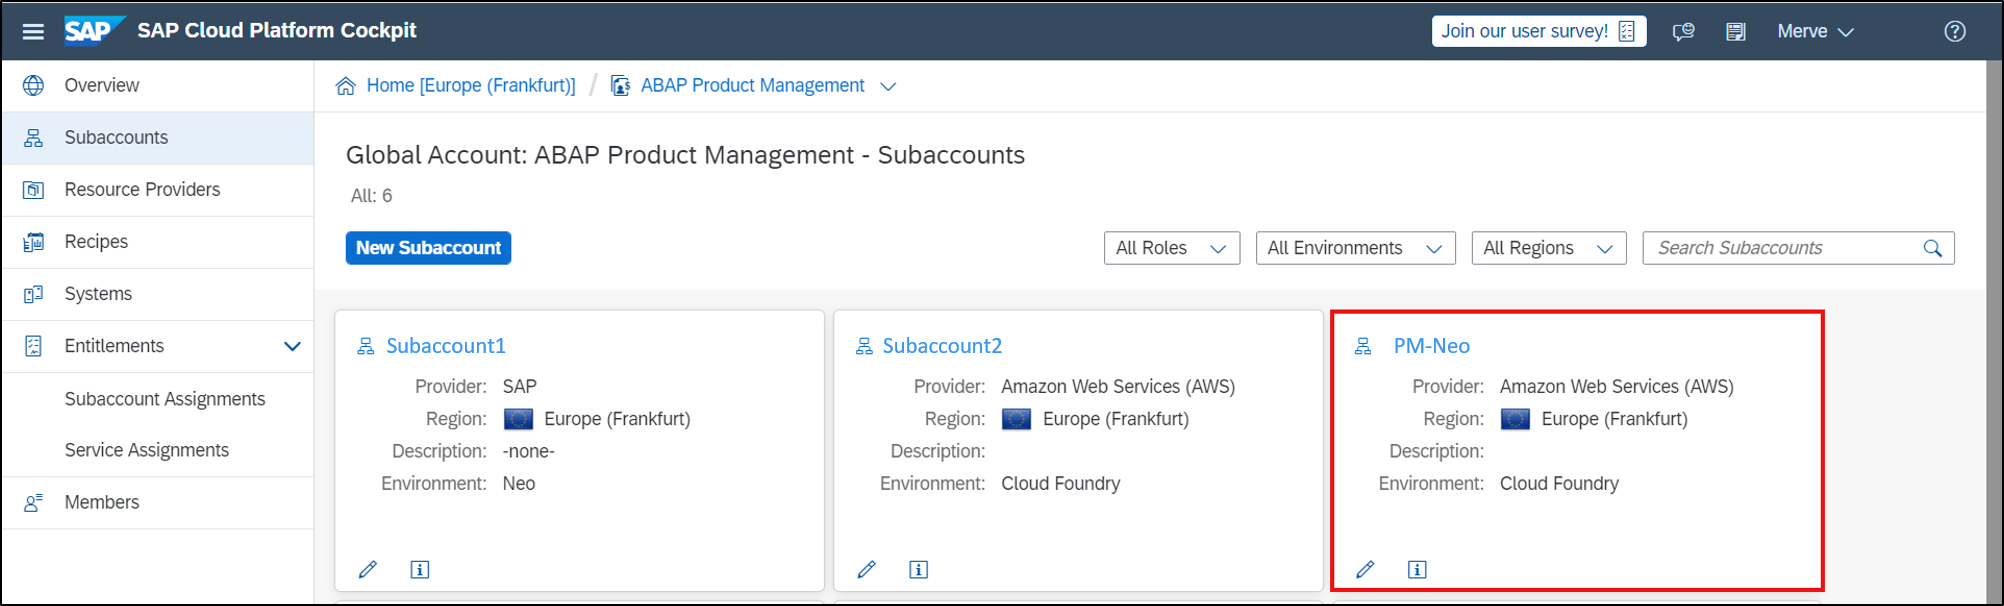 SAP SAP Cloud Platform Cockpit Join our user survey! Merve
Overview
Subaccounts
Resource Providers
Recipes
Systems
Entitlements
Subaccount Assignments
Service Assignments
Members
Home [Europe (Frankfurt)] / ABAP Product Management
Global Account: ABAP Product Management - Subaccounts
All: 6
New Subaccount All Roles All Environments All Regions Search Subaccounts
Subaccount1
Provider: SAP
Region: Europe (Frankfurt)
Description: -none-
Environment: Neo
Subaccount2
Provider: Amazon Web Services (AWS)
Region: Europe (Frankfurt)
Description:
Environment: Cloud Foundry
PM-Neo
Provider: Amazon Web Services (AWS)
Region: Europe (Frankfurt)
Description:
Environment: Cloud Foundry